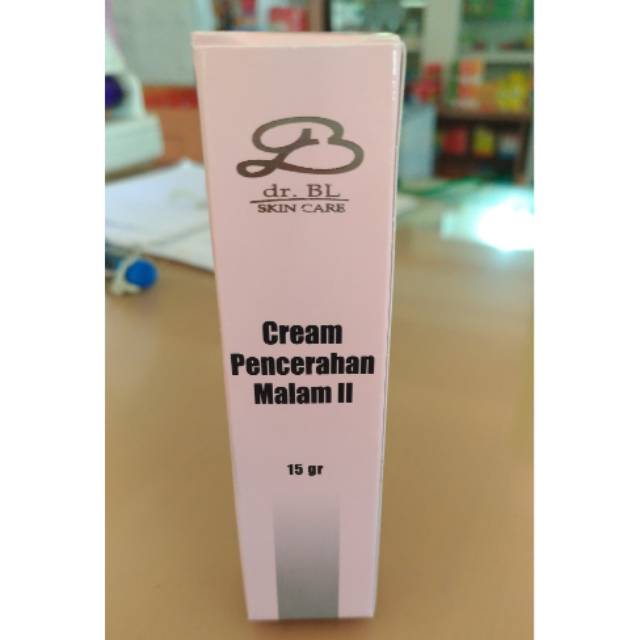 dr. BL
SKIN CARE
Cream
Pencerahan
Malam II
15 gr